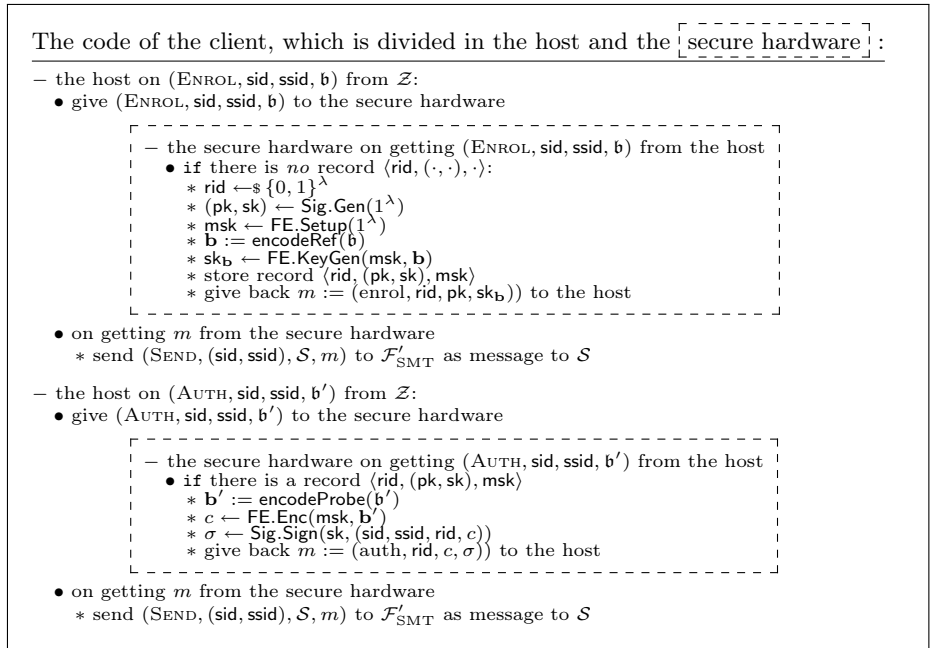 The code of the client, which is divided in the host and the secure hardware :
– the host on (ENROL, sid, ssid, 𝔟) from 𝒵:
• give (ENROL, sid, ssid, 𝔟) to the secure hardware
– the secure hardware on getting (ENROL, sid, ssid, 𝔟) from the host
• if there is no record ⟨rid, (·, ·), ·⟩:
∗ rid ←$ {0, 1}^λ
∗ (pk, sk) ← Sig.Gen(1^λ)
∗ msk ← FE.Setup(1^λ)
∗ 𝐛 := encodeRef(𝔟)
∗ sk_𝐛 ← FE.KeyGen(msk, 𝐛)
∗ store record ⟨rid, (pk, sk), msk⟩
∗ give back m := (enrol, rid, pk, sk_𝐛)) to the host
• on getting m from the secure hardware
∗ send (SEND, (sid, ssid), 𝒮, m) to ℱ′_SMT as message to 𝒮
– the host on (AUTH, sid, ssid, 𝔟′) from 𝒵:
• give (AUTH, sid, ssid, 𝔟′) to the secure hardware
– the secure hardware on getting (AUTH, sid, ssid, 𝔟′) from the host
• if there is a record ⟨rid, (pk, sk), msk⟩
∗ 𝐛′ := encodeProbe(𝔟′)
∗ c ← FE.Enc(msk, 𝐛′)
∗ σ ← Sig.Sign(sk, (sid, ssid, rid, c))
∗ give back m := (auth, rid, c, σ)) to the host
• on getting m from the secure hardware
∗ send (SEND, (sid, ssid), 𝒮, m) to ℱ′_SMT as message to 𝒮